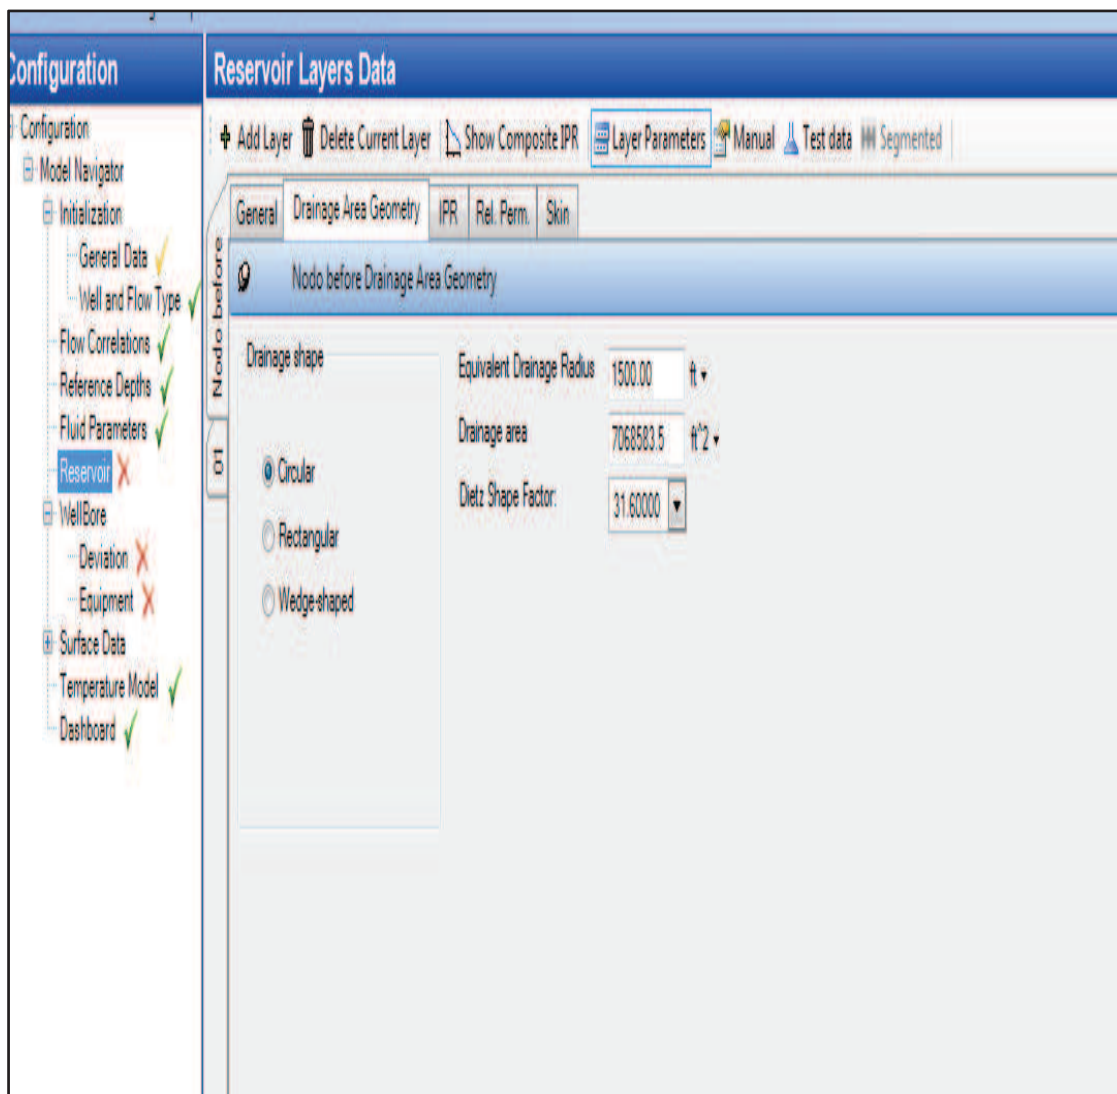 Configuration
Reservoir Layers Data
Configuration
Model Navigator
Initialization
General Data
Well and Flow Type
Flow Correlations
Reference Depths
Fluid Parameters
Reservoir
WellBore
Deviation
Equipment
Surface Data
Temperature Model
Dashboard
Add Layer Delete Current Layer Show Composite IPR Layer Parameters Manual Test data Segmented
Nodo before
01
General Drainage Area Geometry IPR Rel. Perm. Skin
Nodo before Drainage Area Geometry
Drainage shape
Circular
Rectangular
Wedge-shaped
Equivalent Drainage Radius 1500.00 ft
Drainage area 7068583.5 ft^2
Dietz Shape Factor: 31.60000